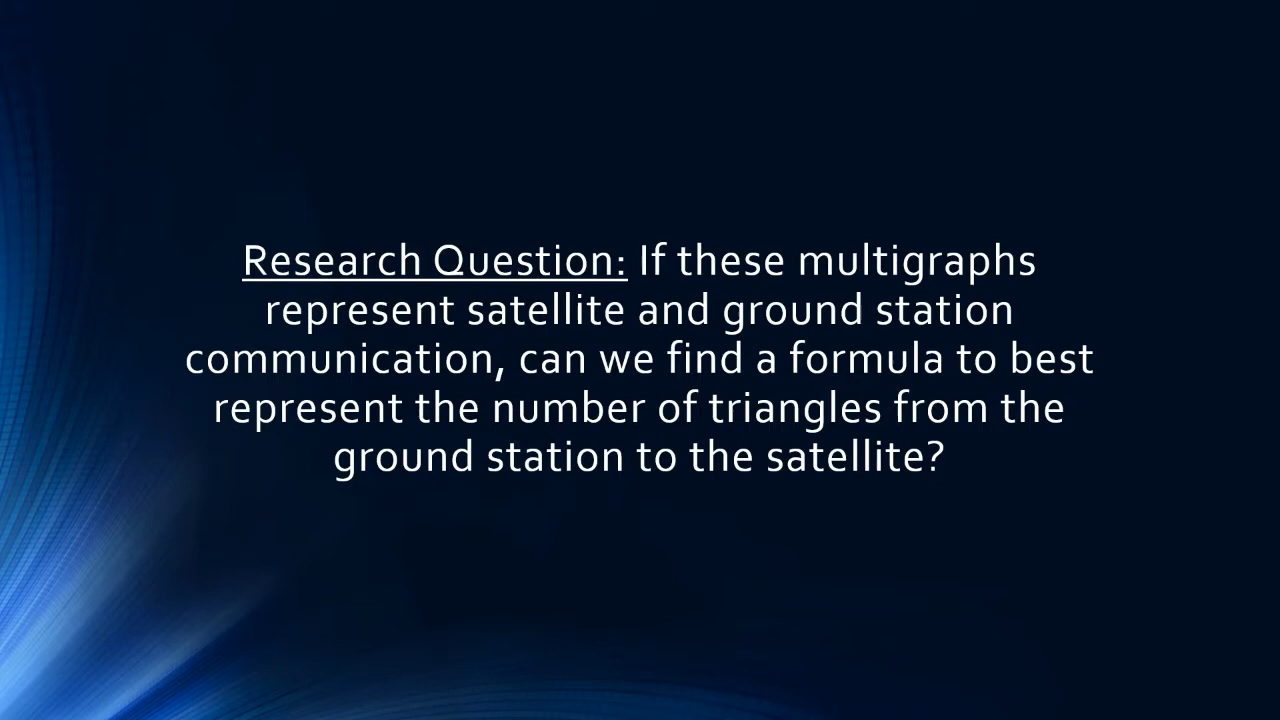 Research Question: If these multigraphs
represent satellite and ground station
communication, can we find a formula to best
represent the number of triangles from the
ground station to the satellite?